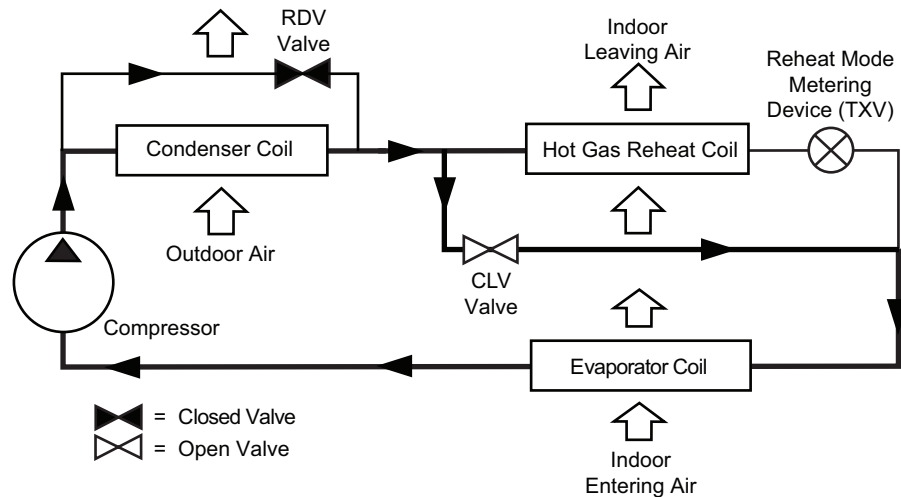 RDV
Valve
Indoor
Leaving Air
Reheat Mode
Metering
Device (TXV)
Condenser Coil
Hot Gas Reheat Coil
Outdoor Air
CLV
Valve
Compressor
Evaporator Coil
= Closed Valve
= Open Valve
Indoor
Entering Air